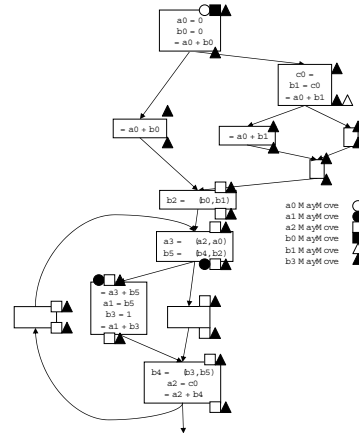 a0 = 0
b0 = 0
= a0 + b0
c0 =
b1 = c0
= a0 + b1
= a0 + b0
= a0 + b1
b2 = (b0,b1)
a3 = (a2,a0)
b5 = (b4,b2)
= a3 + b5
a1 = b5
b3 = 1
= a1 + b3
b4 = (b3,b5)
a2 = c0
= a2 + b4
a0 MayMove
a1 MayMove
a2 MayMove
b0 MayMove
b1 MayMove
b3 MayMove